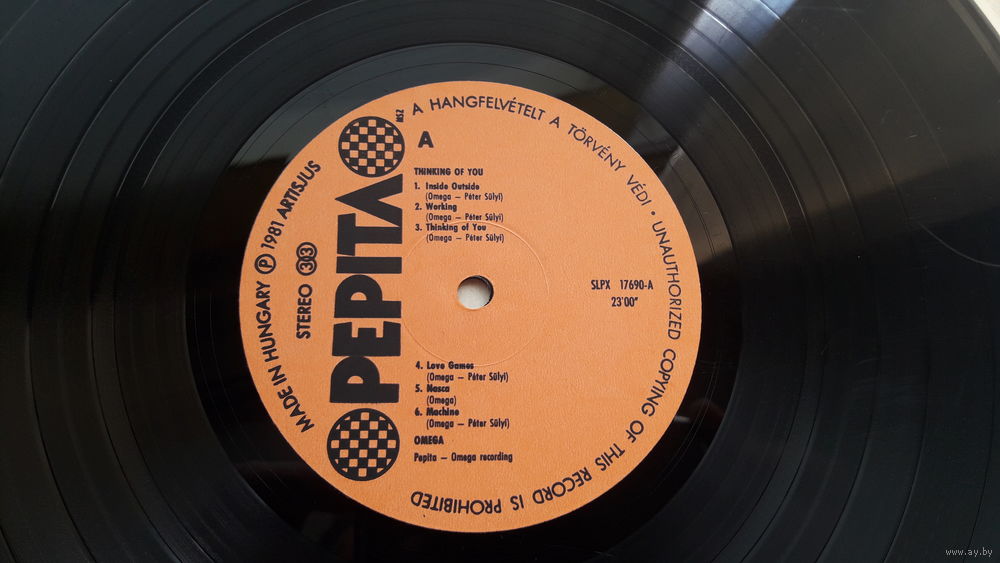 A HANGFELVÉTELT A TÖRVÉNY VÉDI • UNAUTHORIZED COPYING OF THIS RECORD IS PROHIBITED
MADE IN HUNGARY Ⓟ 1981 ARTISJUS
STEREO 33
PEPITA
MSZ
A
THINKING OF YOU
1. Inside Outside
(Omega – Péter Sülyi)
2. Working
(Omega – Péter Sülyi)
3. Thinking of You
(Omega – Péter Sülyi)
SLPX 17690-A
23'00"
4. Love Games
(Omega – Péter Sülyi)
5. Nasca
(Omega)
6. Machine
(Omega – Péter Sülyi)
OMEGA
Pepita – Omega recording
www.ay.by